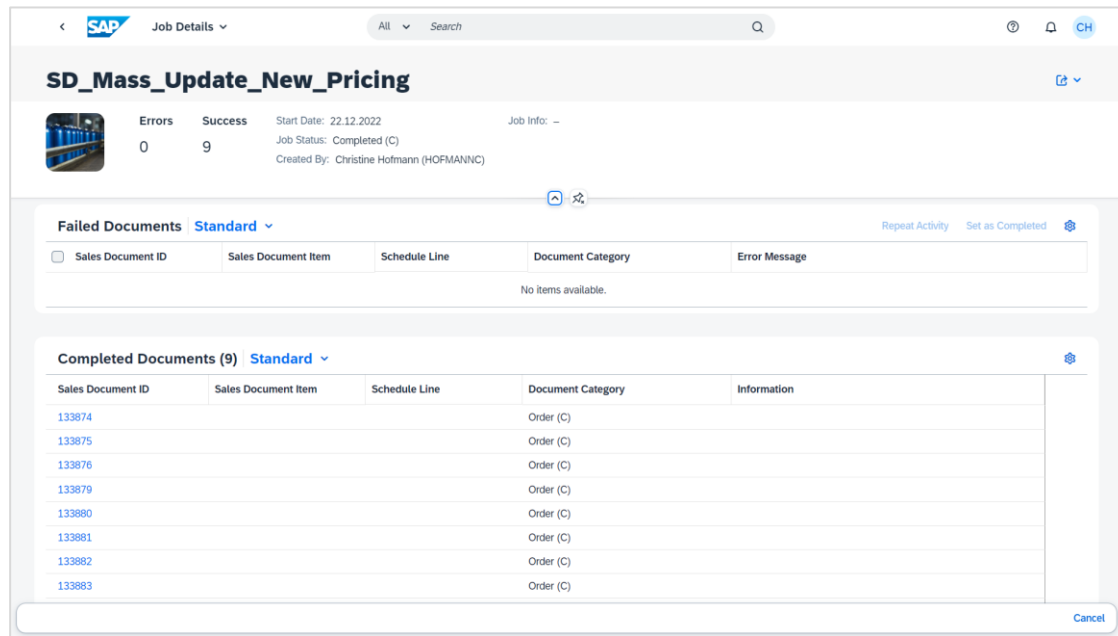 SAP Job Details All Search CH
SD_Mass_Update_New_Pricing
Errors Success Start Date: 22.12.2022 Job Info: –
0 9 Job Status: Completed (C)
Created By: Christine Hofmann (HOFMANNC)
Failed Documents Standard Repeat Activity Set as Completed
Sales Document ID Sales Document Item Schedule Line Document Category Error Message
No items available.
Completed Documents (9) Standard
Sales Document ID Sales Document Item Schedule Line Document Category Information
133874 Order (C)
133875 Order (C)
133876 Order (C)
133879 Order (C)
133880 Order (C)
133881 Order (C)
133882 Order (C)
133883 Order (C)
Cancel